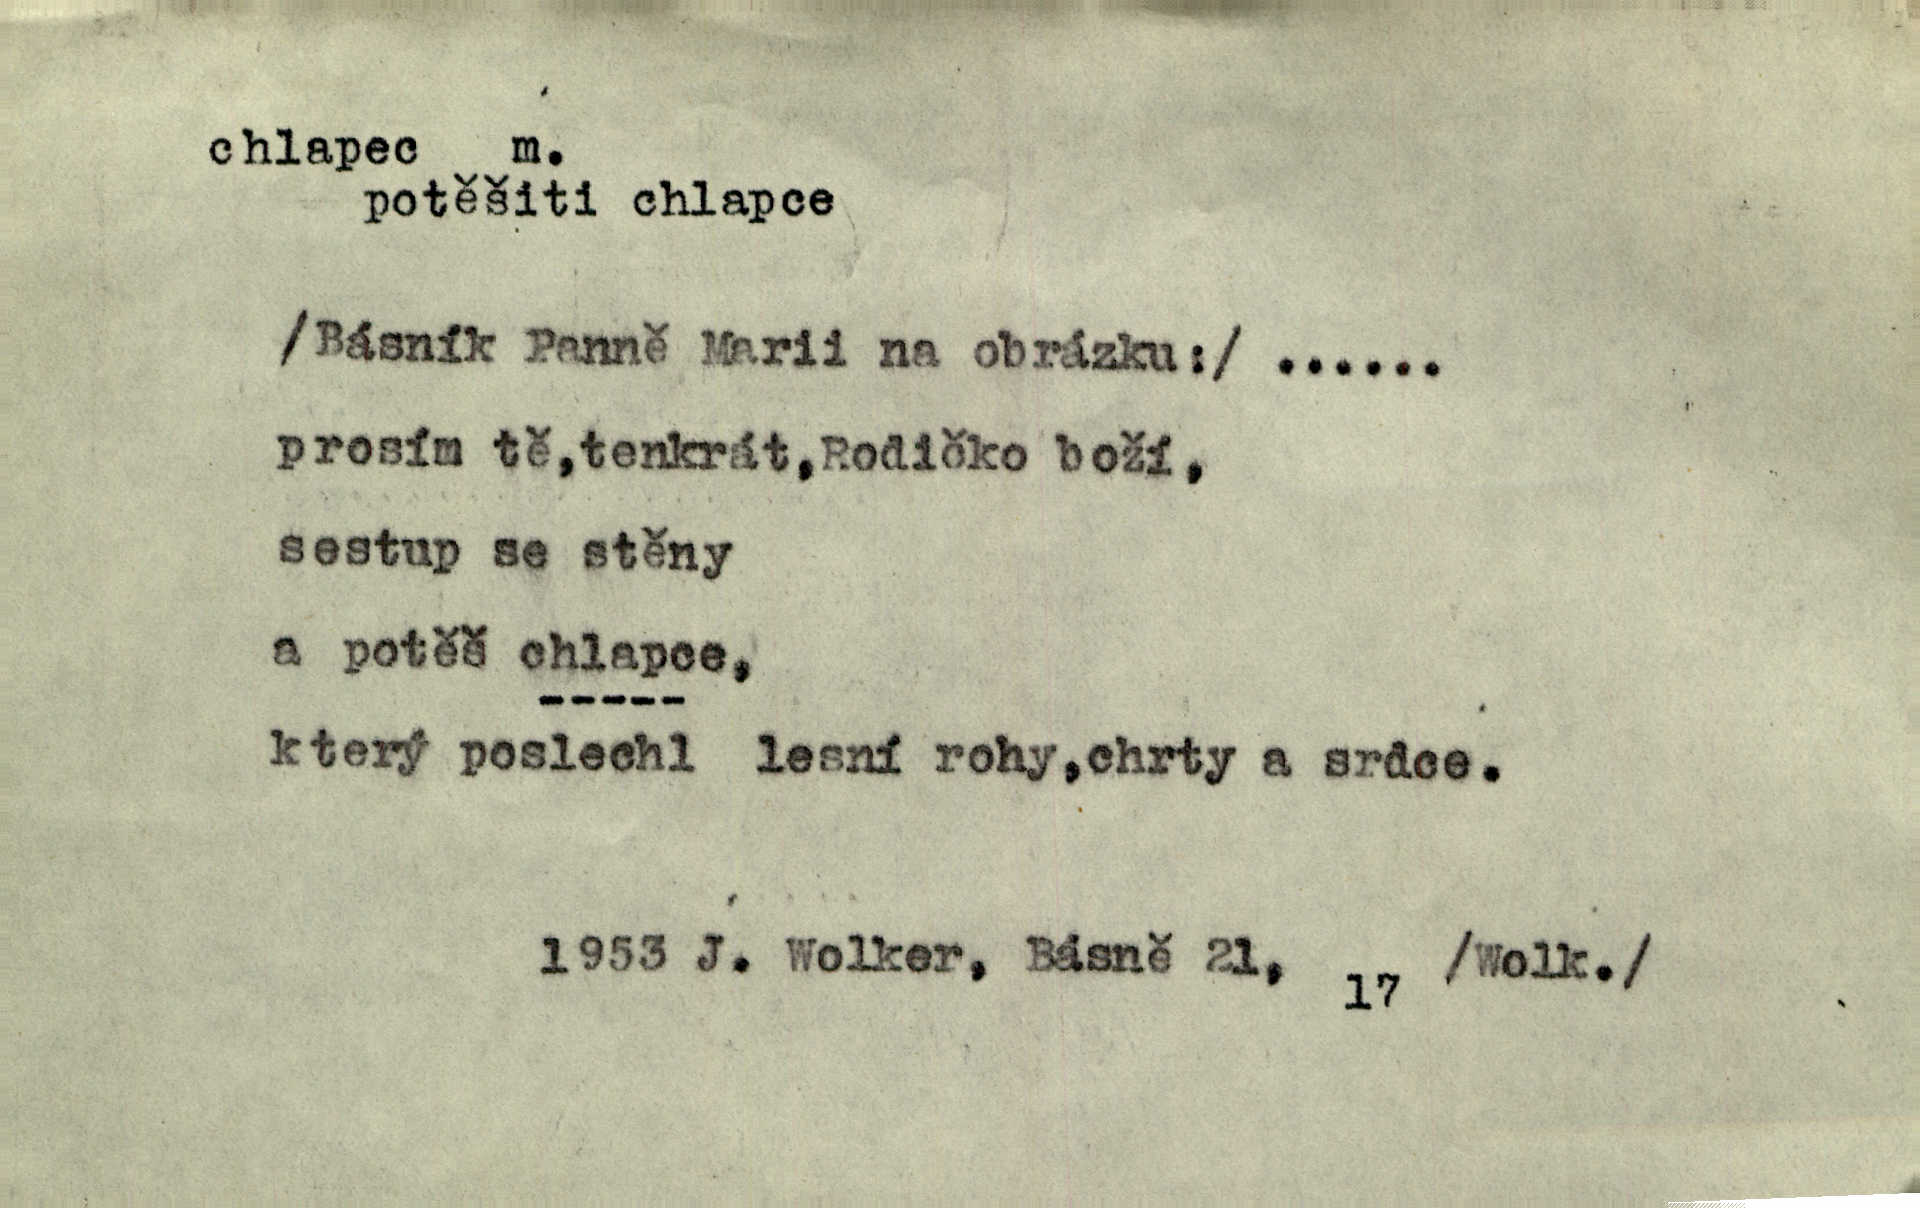 chlapec m.
potěšiti chlapce
/Básník Panně Marii na obrázku:/ ......
prosím tě,tenkrát,Rodičko boží,
sestup se stěny
a potěš chlapce,
-----
který poslechl lesní rohy,chrty a srdce.
1953 J. Wolker, Básně 21, 17 /Wolk./